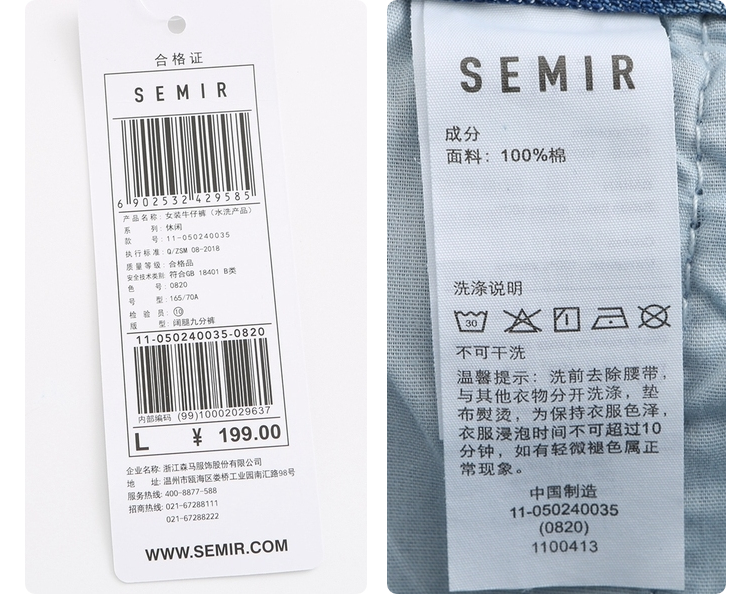 合格证
SEMIR
6 902532 429585
产品名称: 女装牛仔裤（水洗产品）
系 列: 休闲
款 号: 11-050240035
执行标准: Q/ZSM 08-2018
质量等级: 合格品
安全技术类别: 符合GB 18401 B类
色 号: 0820
号 型: 165/70A
检 验 员: ⑩
版 型: 阔腿九分裤
11-050240035-0820
内部编码 (99)10002029637
L ¥ 199.00
企业名称: 浙江森马服饰股份有限公司
地 址: 温州市瓯海区娄桥工业园南汇路98号
服务热线: 400-8877-588
招商热线: 021-67288111
021-67288222
WWW.SEMIR.COM
SEMIR
成分
面料: 100%棉
洗涤说明
30
不可干洗
温馨提示: 洗前去除腰带,
与其他衣物分开洗涤, 垫
布熨烫, 为保持衣服色泽,
衣服浸泡时间不可超过10
分钟, 如有轻微褪色属正
常现象。
中国制造
11-050240035
(0820)
1100413